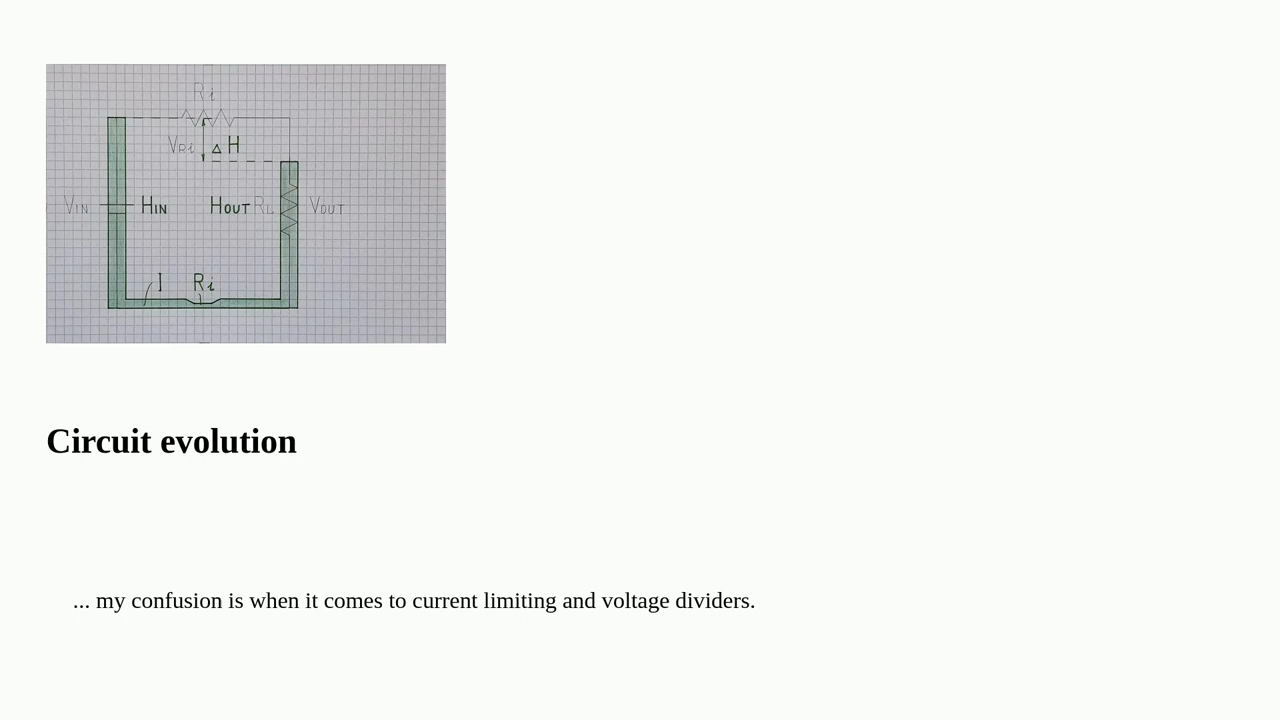 Ri
VRi ΔH
VIN HIN HOUT RL VOUT
I Ri
Circuit evolution
... my confusion is when it comes to current limiting and voltage dividers.